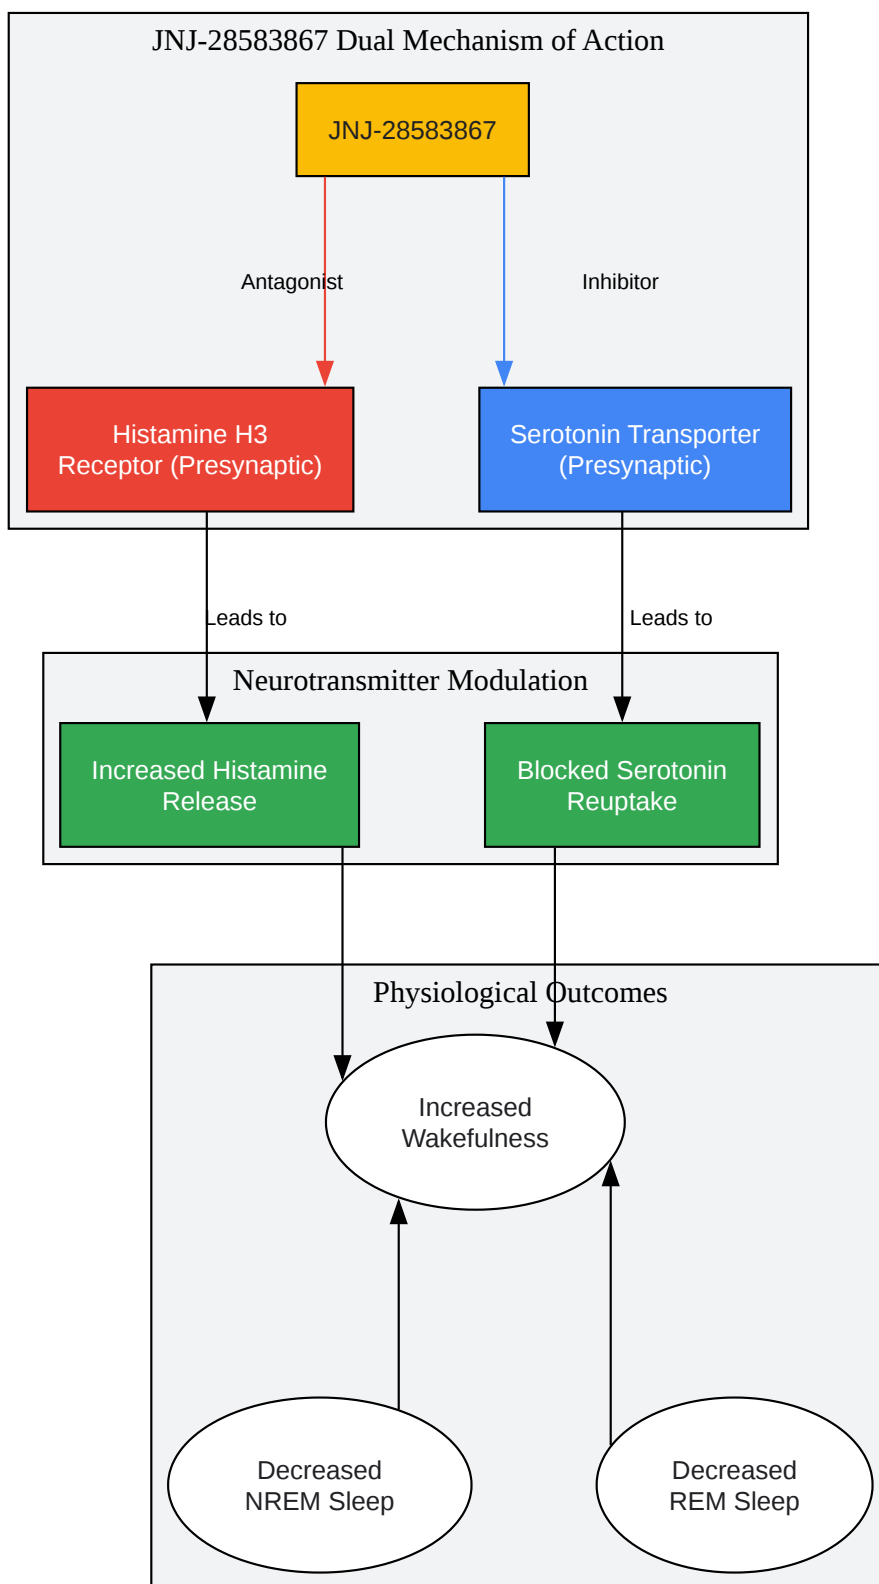 JNJ-28583867 Dual Mechanism of Action
JNJ-28583867
Antagonist
Inhibitor
Histamine H3
Receptor (Presynaptic)
Serotonin Transporter
(Presynaptic)
Leads to
Leads to
Neurotransmitter Modulation
Increased Histamine
Release
Blocked Serotonin
Reuptake
Physiological Outcomes
Increased
Wakefulness
Decreased
NREM Sleep
Decreased
REM Sleep